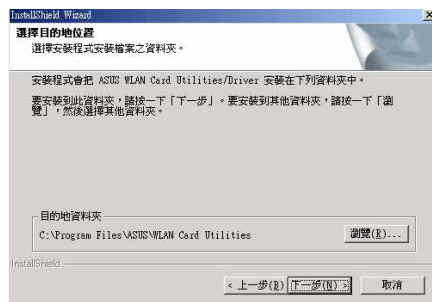 InstallShield Wizard
選擇目的地位置
選擇安裝程式安裝檔案之資料夾。
安裝程式會把 ASUS WLAN Card Utilities/Driver 安裝在下列資料夾中。
要安裝到此資料夾，請按一下「下一步」。要安裝到其他資料夾，請按一下「瀏
覽」，然後選擇其他資料夾。
目的地資料夾
C:\Program Files\ASUS\WLAN Card Utilities
瀏覽(R)...
InstallShield
< 上一步(B) 下一步(N) > 取消